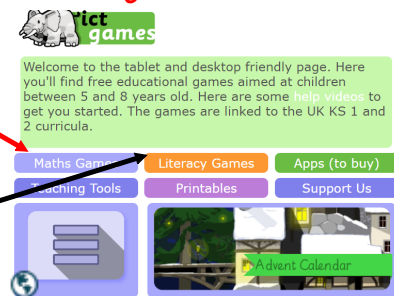 ict
games
Welcome to the tablet and desktop friendly page. Here
you'll find free educational games aimed at children
between 5 and 8 years old. Here are some help videos to
get you started. The games are linked to the UK KS 1 and
2 curricula.
Maths Games
Literacy Games
Apps (to buy)
Teaching Tools
Printables
Support Us
Advent Calendar